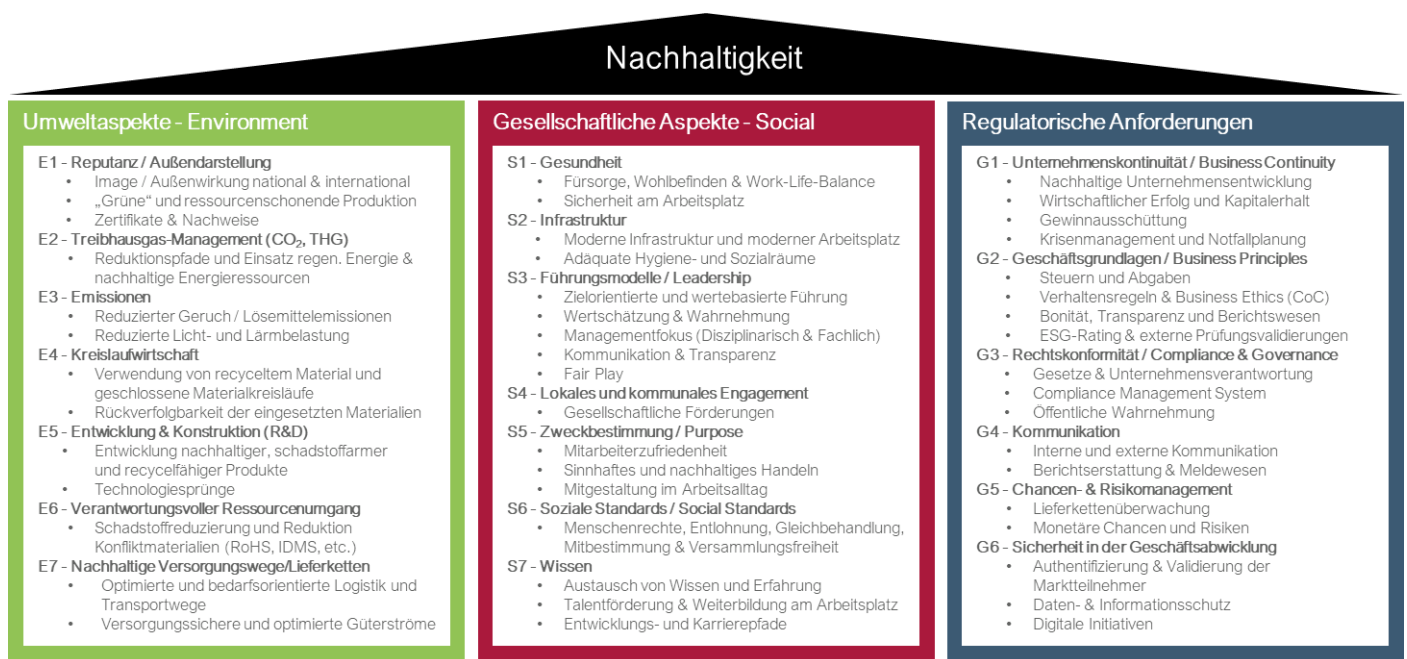 Nachhaltigkeit
Umweltaspekte - Environment
E1 - Reputanz / Außendarstellung
• Image / Außenwirkung national & international
• „Grüne“ und ressourcenschonende Produktion
• Zertifikate & Nachweise
E2 - Treibhausgas-Management (CO₂, THG)
• Reduktionspfade und Einsatz regen. Energie &
nachhaltige Energieressourcen
E3 - Emissionen
• Reduzierter Geruch / Lösemittelemissionen
• Reduzierte Licht- und Lärmbelastung
E4 - Kreislaufwirtschaft
• Verwendung von recyceltem Material und
geschlossene Materialkreisläufe
• Rückverfolgbarkeit der eingesetzten Materialien
E5 - Entwicklung & Konstruktion (R&D)
• Entwicklung nachhaltiger, schadstoffarmer
und recycelfähiger Produkte
• Technologiesprünge
E6 - Verantwortungsvoller Ressourcenumgang
• Schadstoffreduzierung und Reduktion
Konfliktmaterialien (RoHS, IDMS, etc.)
E7 - Nachhaltige Versorgungswege/Lieferketten
• Optimierte und bedarfsorientierte Logistik und
Transportwege
• Versorgungssichere und optimierte Güterströme
Gesellschaftliche Aspekte - Social
S1 - Gesundheit
• Fürsorge, Wohlbefinden & Work-Life-Balance
• Sicherheit am Arbeitsplatz
S2 - Infrastruktur
• Moderne Infrastruktur und moderner Arbeitsplatz
• Adäquate Hygiene- und Sozialräume
S3 - Führungsmodelle / Leadership
• Zielorientierte und wertebasierte Führung
• Wertschätzung & Wahrnehmung
• Managementfokus (Disziplinarisch & Fachlich)
• Kommunikation & Transparenz
• Fair Play
S4 - Lokales und kommunales Engagement
• Gesellschaftliche Förderungen
S5 - Zweckbestimmung / Purpose
• Mitarbeiterzufriedenheit
• Sinnhaftes und nachhaltiges Handeln
• Mitgestaltung im Arbeitsalltag
S6 - Soziale Standards / Social Standards
• Menschenrechte, Entlohnung, Gleichbehandlung,
Mitbestimmung & Versammlungsfreiheit
S7 - Wissen
• Austausch von Wissen und Erfahrung
• Talentförderung & Weiterbildung am Arbeitsplatz
• Entwicklungs- und Karrierepfade
Regulatorische Anforderungen
G1 - Unternehmenskontinuität / Business Continuity
• Nachhaltige Unternehmensentwicklung
• Wirtschaftlicher Erfolg und Kapitalerhalt
• Gewinnausschüttung
• Krisenmanagement und Notfallplanung
G2 - Geschäftsgrundlagen / Business Principles
• Steuern und Abgaben
• Verhaltensregeln & Business Ethics (CoC)
• Bonität, Transparenz und Berichtswesen
• ESG-Rating & externe Prüfungsvalidierungen
G3 - Rechtskonformität / Compliance & Governance
• Gesetze & Unternehmensverantwortung
• Compliance Management System
• Öffentliche Wahrnehmung
G4 - Kommunikation
• Interne und externe Kommunikation
• Berichtserstattung & Meldewesen
G5 - Chancen- & Risikomanagement
• Lieferkettenüberwachung
• Monetäre Chancen und Risiken
G6 - Sicherheit in der Geschäftsabwicklung
• Authentifizierung & Validierung der
Marktteilnehmer
• Daten- & Informationsschutz
• Digitale Initiativen